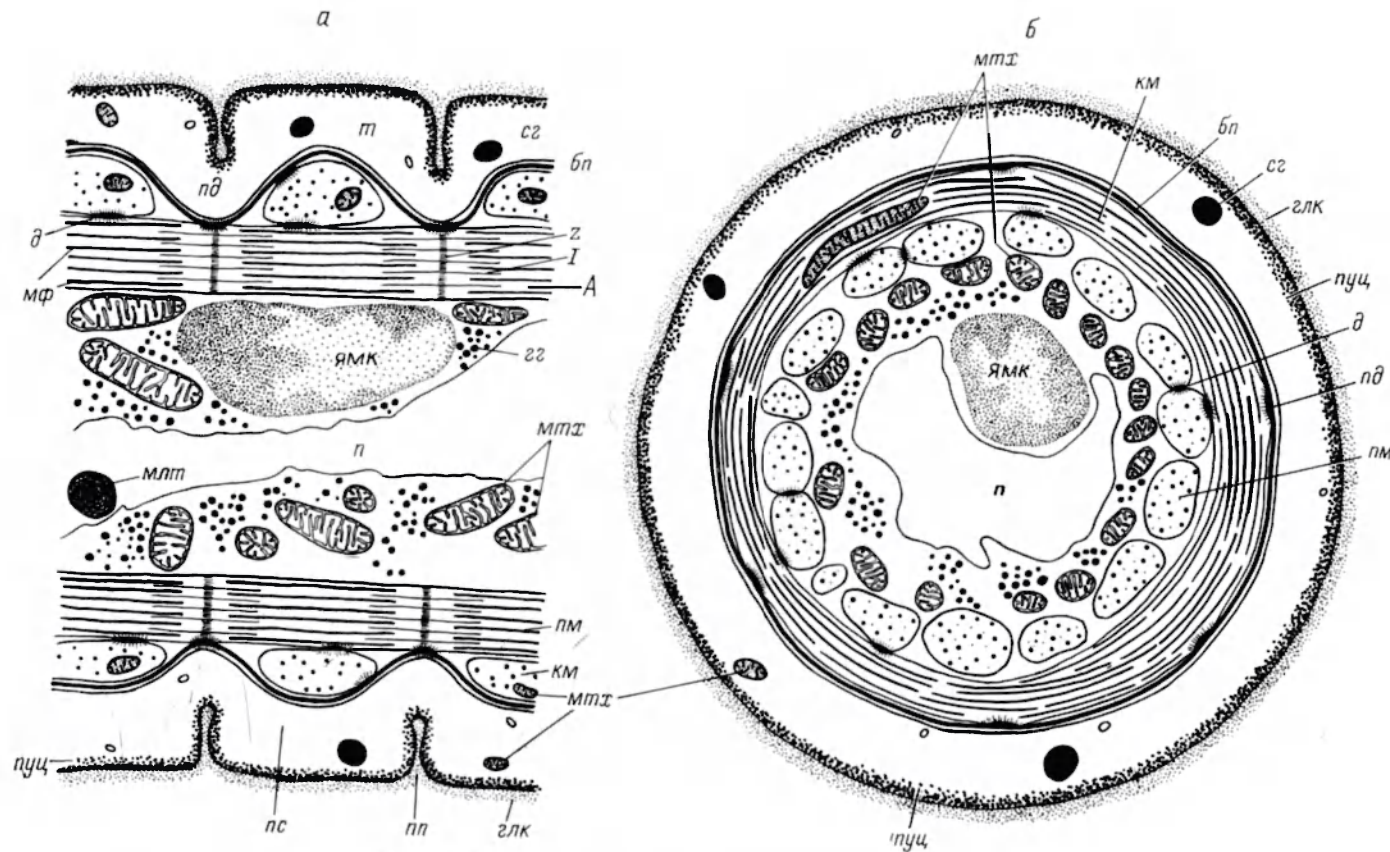 а
б
мтх
км
бп
сг
глк
пуц
д
пд
пм
п
ЯМК
пуц
т
сг
бп
пд
д
z
I
А
мф
ЯМК
гг
мтх
п
млт
пм
км
мтх
пуц
пс
пп
глк